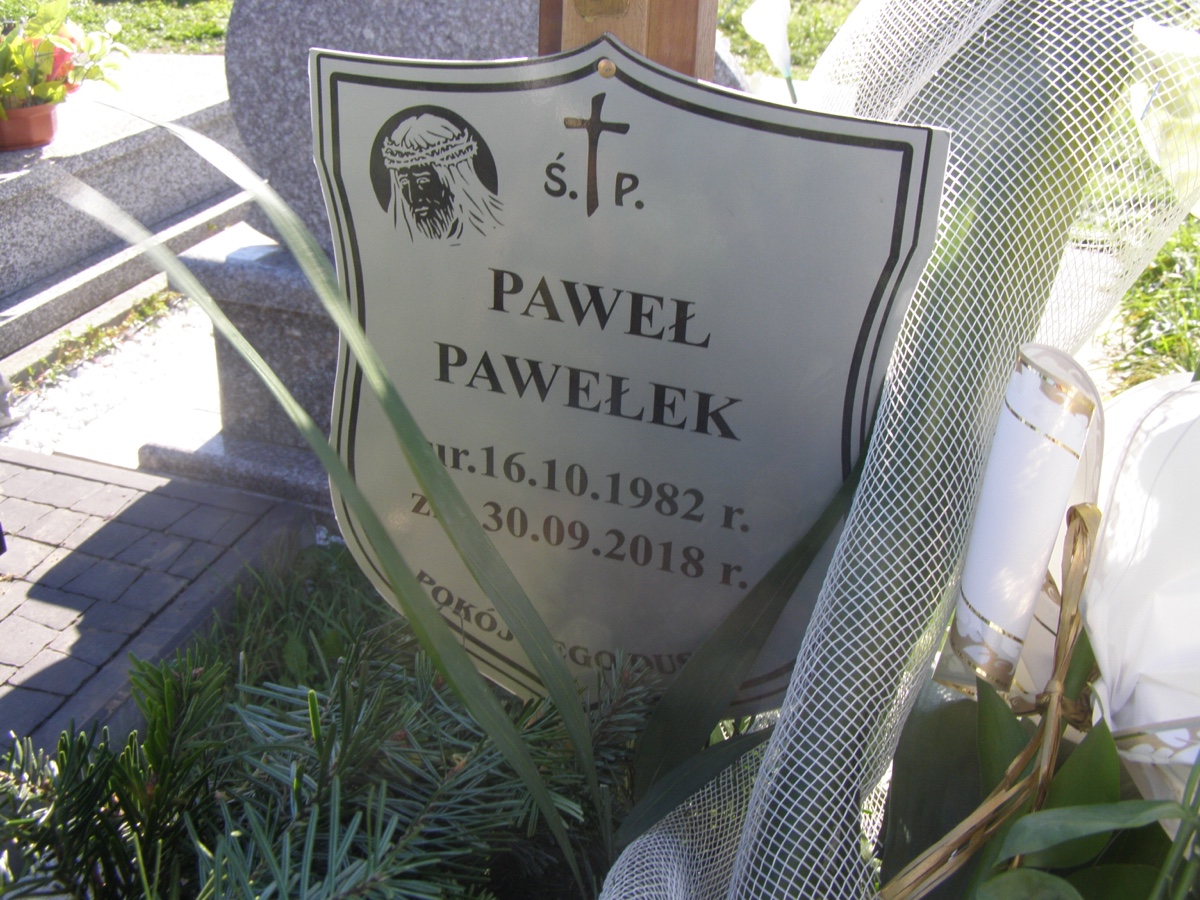 Ś. P.
PAWEŁ
PAWEŁEK
ur.16.10.1982 r.
30.09.2018 r.
POKÓJ